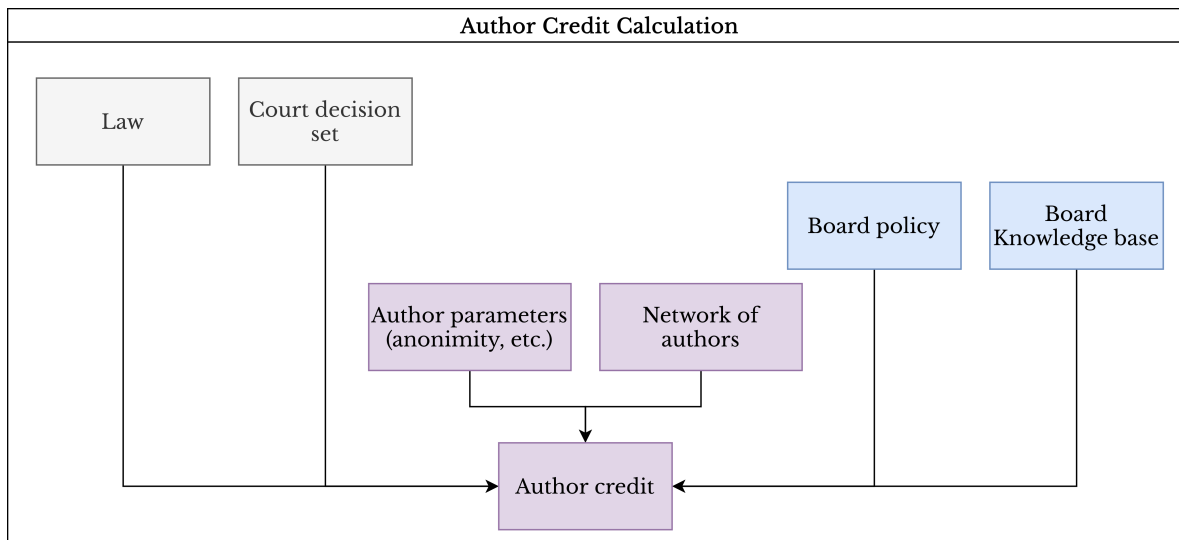 Author Credit Calculation
Law
Court decision
set
Board policy
Board
Knowledge base
Author parameters
(anonimity, etc.)
Network of
authors
Author credit